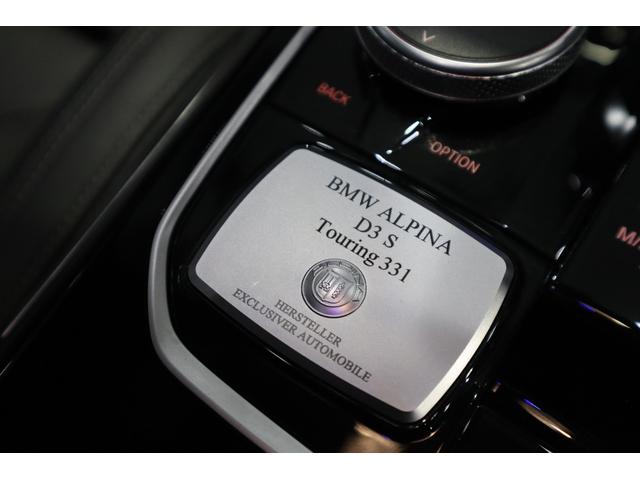 BACK
OPTION
BMW ALPINA
D3 S
Touring 331
HERSTELLER
EXCLUSIVER AUTOMOBILE